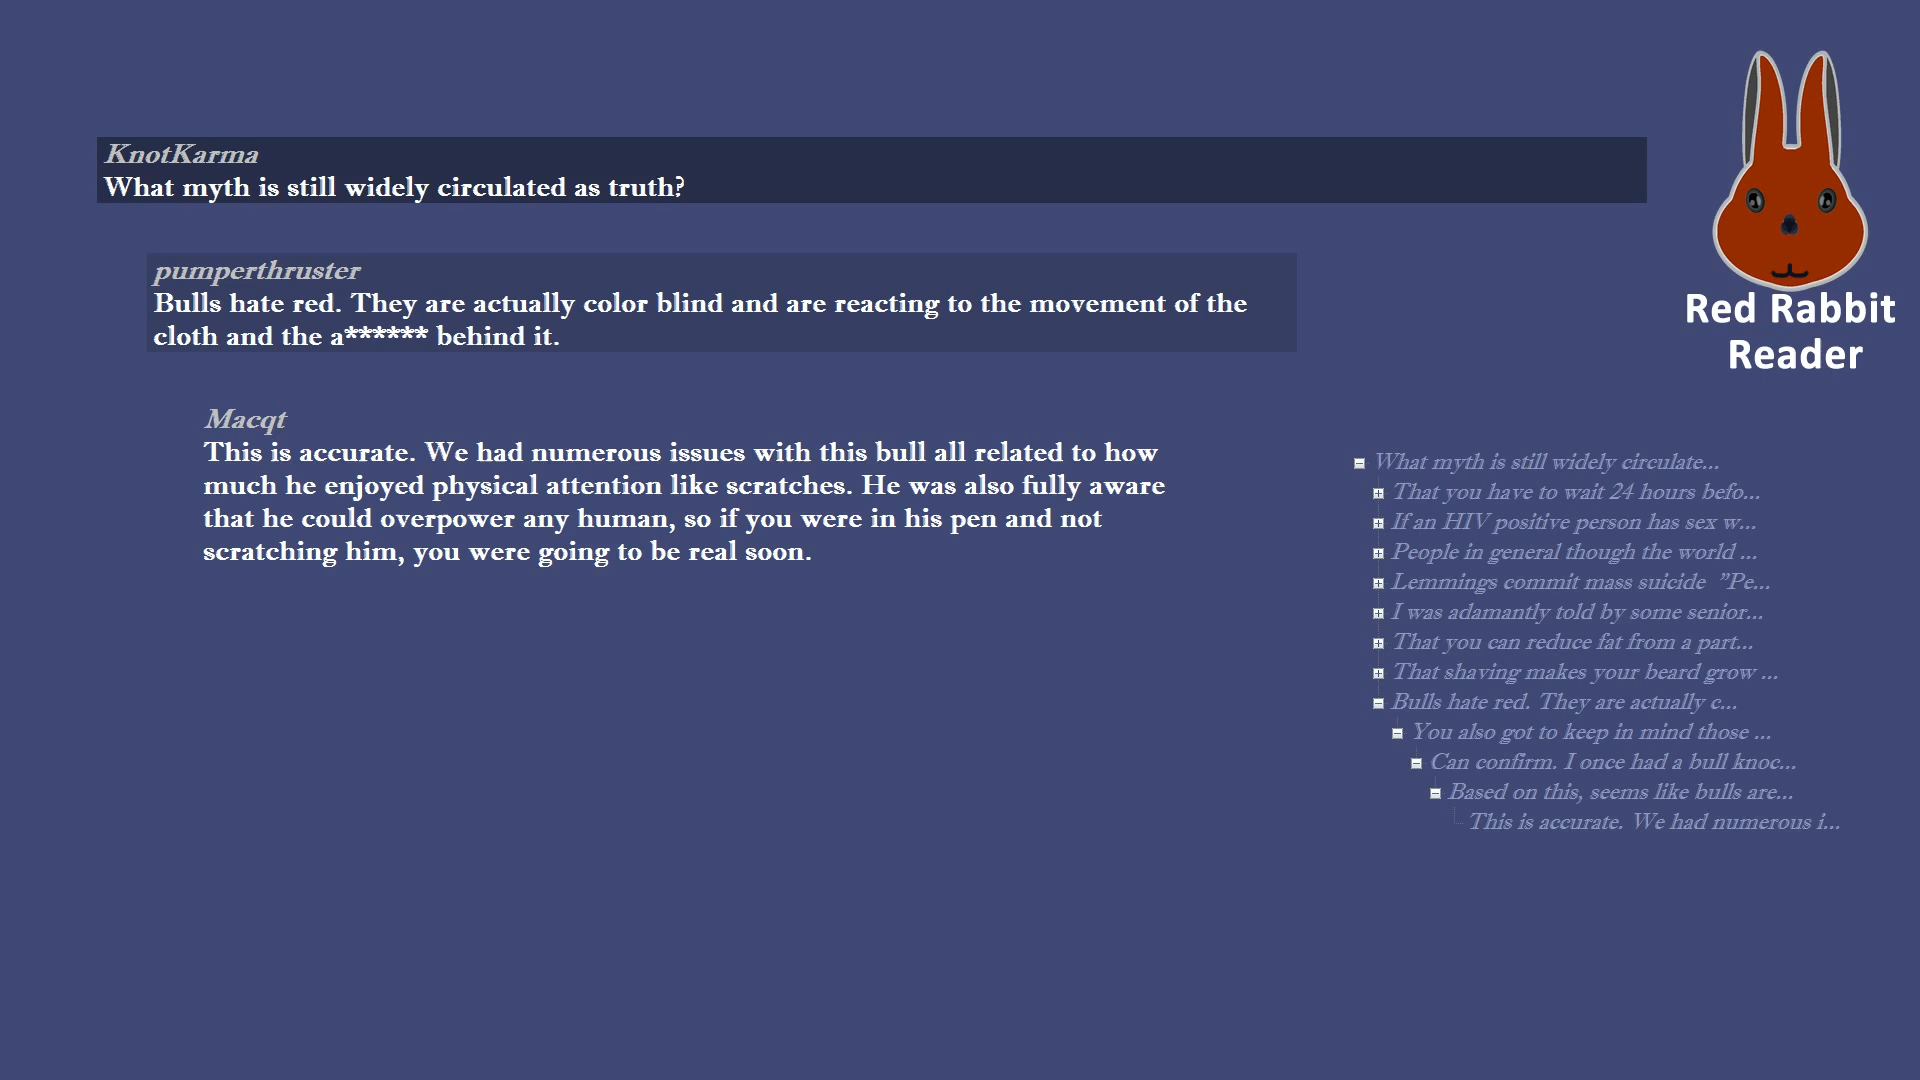 KnotKarma
What myth is still widely circulated as truth?
pumperthruster
Bulls hate red. They are actually color blind and are reacting to the movement of the
cloth and the a****** behind it.
Macqt
This is accurate. We had numerous issues with this bull all related to how
much he enjoyed physical attention like scratches. He was also fully aware
that he could overpower any human, so if you were in his pen and not
scratching him, you were going to be real soon.
Red Rabbit
Reader
What myth is still widely circulate...
That you have to wait 24 hours befo...
If an HIV positive person has sex w...
People in general though the world ...
Lemmings commit mass suicide "Pe...
I was adamantly told by some senior...
That you can reduce fat from a part...
That shaving makes your beard grow ...
Bulls hate red. They are actually c...
You also got to keep in mind those ...
Can confirm. I once had a bull knoc...
Based on this, seems like bulls are...
This is accurate. We had numerous i...